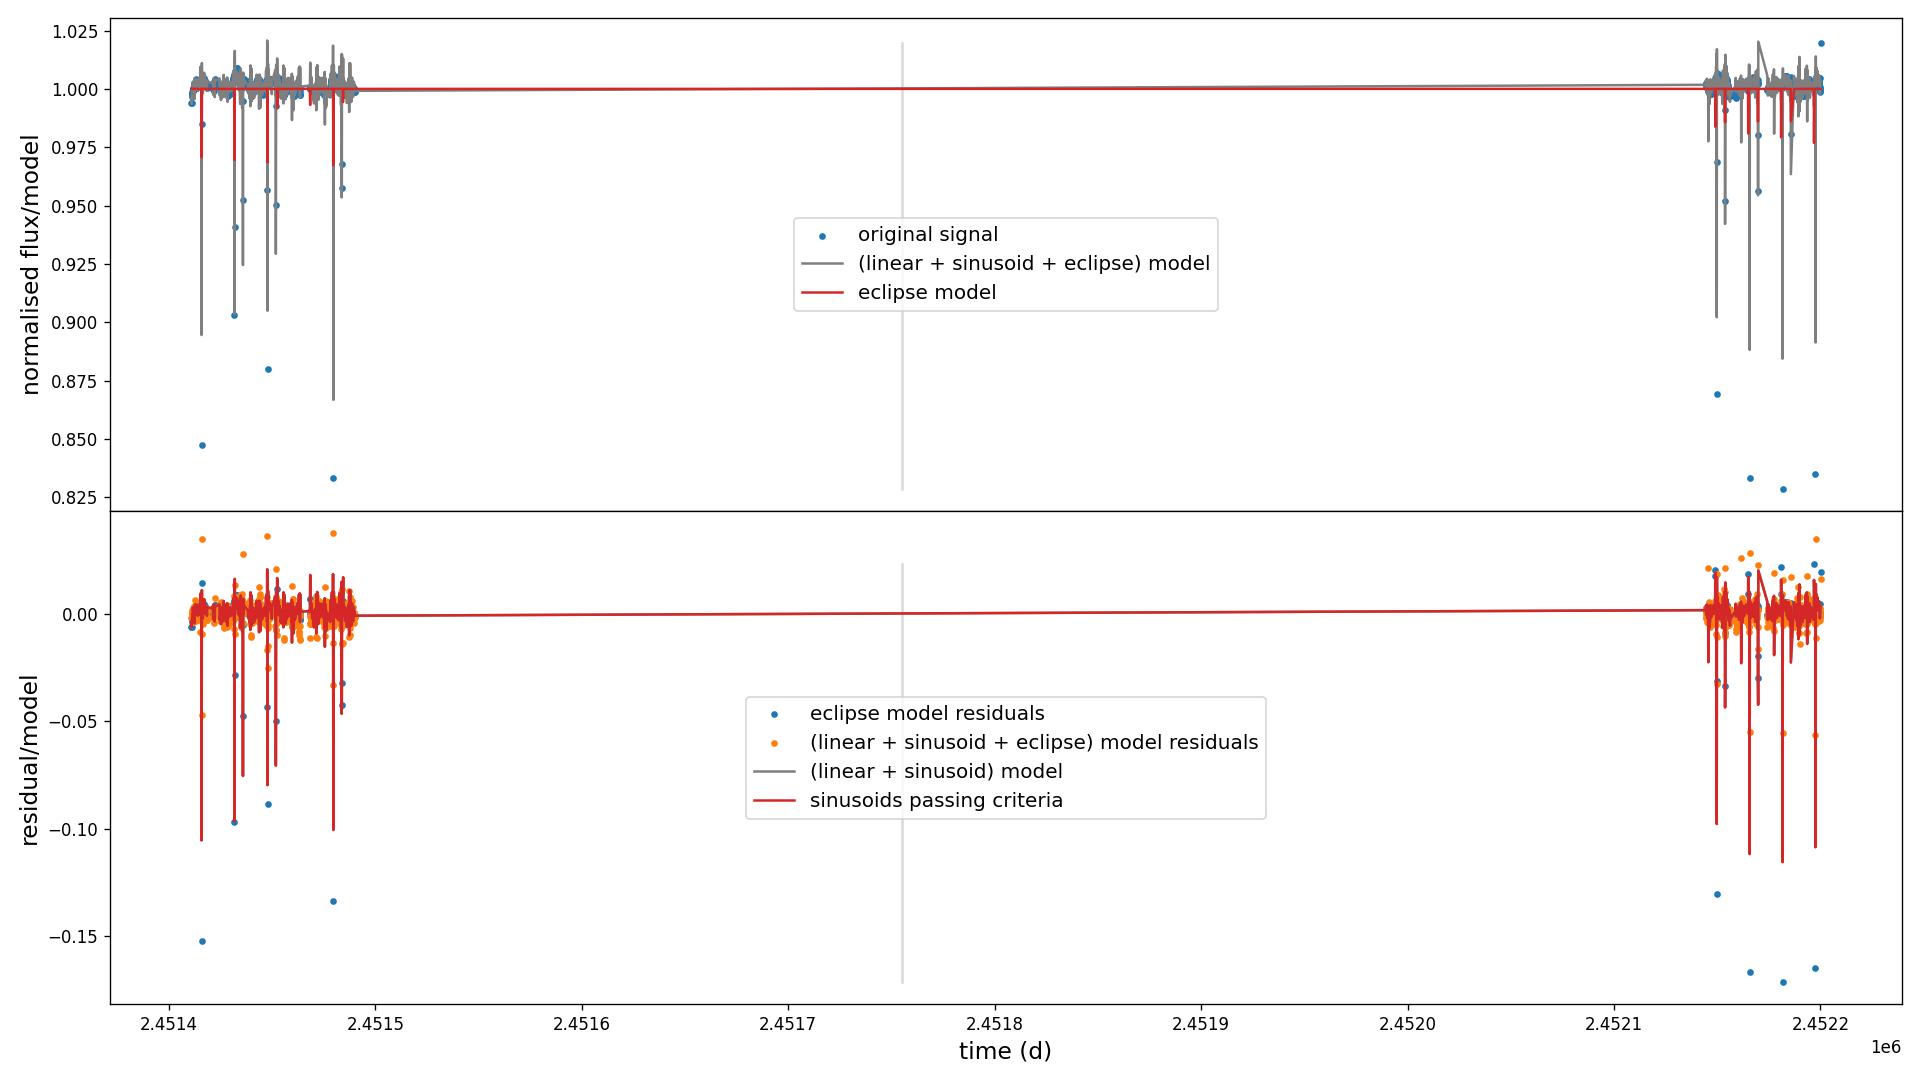 1.025
1.000
0.975
0.950
0.925
0.900
0.875
0.850
0.825
normalised flux/model
original signal
(linear + sinusoid + eclipse) model
eclipse model
0.00
−0.05
−0.10
−0.15
residual/model
eclipse model residuals
(linear + sinusoid + eclipse) model residuals
(linear + sinusoid) model
sinusoids passing criteria
2.4514 2.4515 2.4516 2.4517 2.4518 2.4519 2.4520 2.4521 2.4522
1e6
time (d)